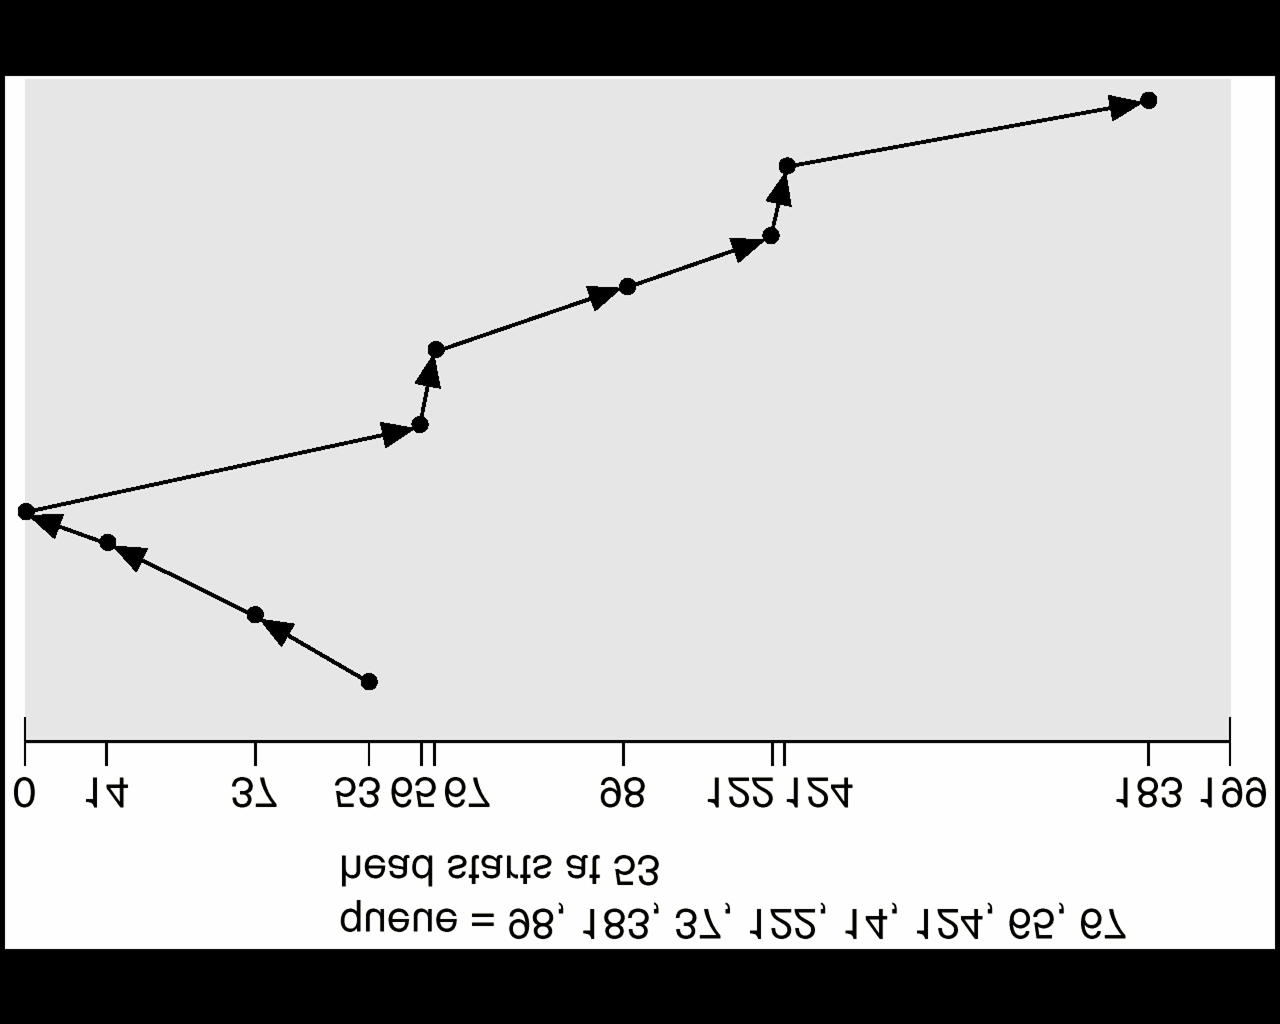 queue = 98, 183, 37, 122, 14, 124, 65, 67
head starts at 53
0 14 37 53 65 67 98 122 124 183 199